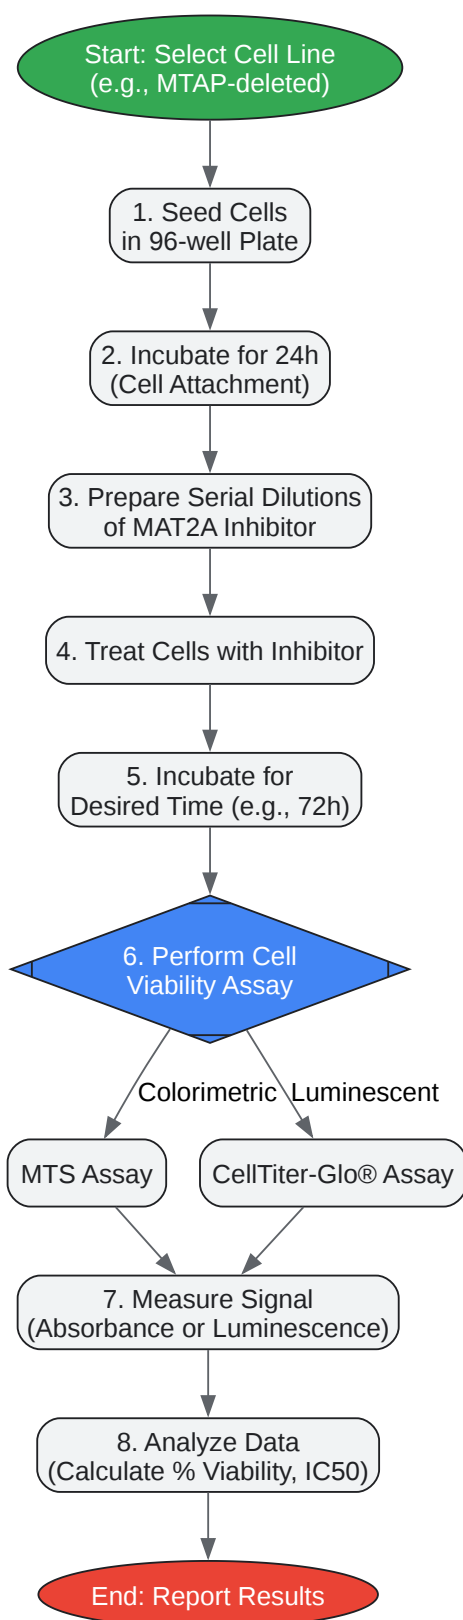 Start: Select Cell Line
(e.g., MTAP-deleted)
1. Seed Cells
in 96-well Plate
2. Incubate for 24h
(Cell Attachment)
3. Prepare Serial Dilutions
of MAT2A Inhibitor
4. Treat Cells with Inhibitor
5. Incubate for
Desired Time (e.g., 72h)
6. Perform Cell
Viability Assay
Colorimetric
Luminescent
MTS Assay
CellTiter-Glo® Assay
7. Measure Signal
(Absorbance or Luminescence)
8. Analyze Data
(Calculate % Viability, IC50)
End: Report Results